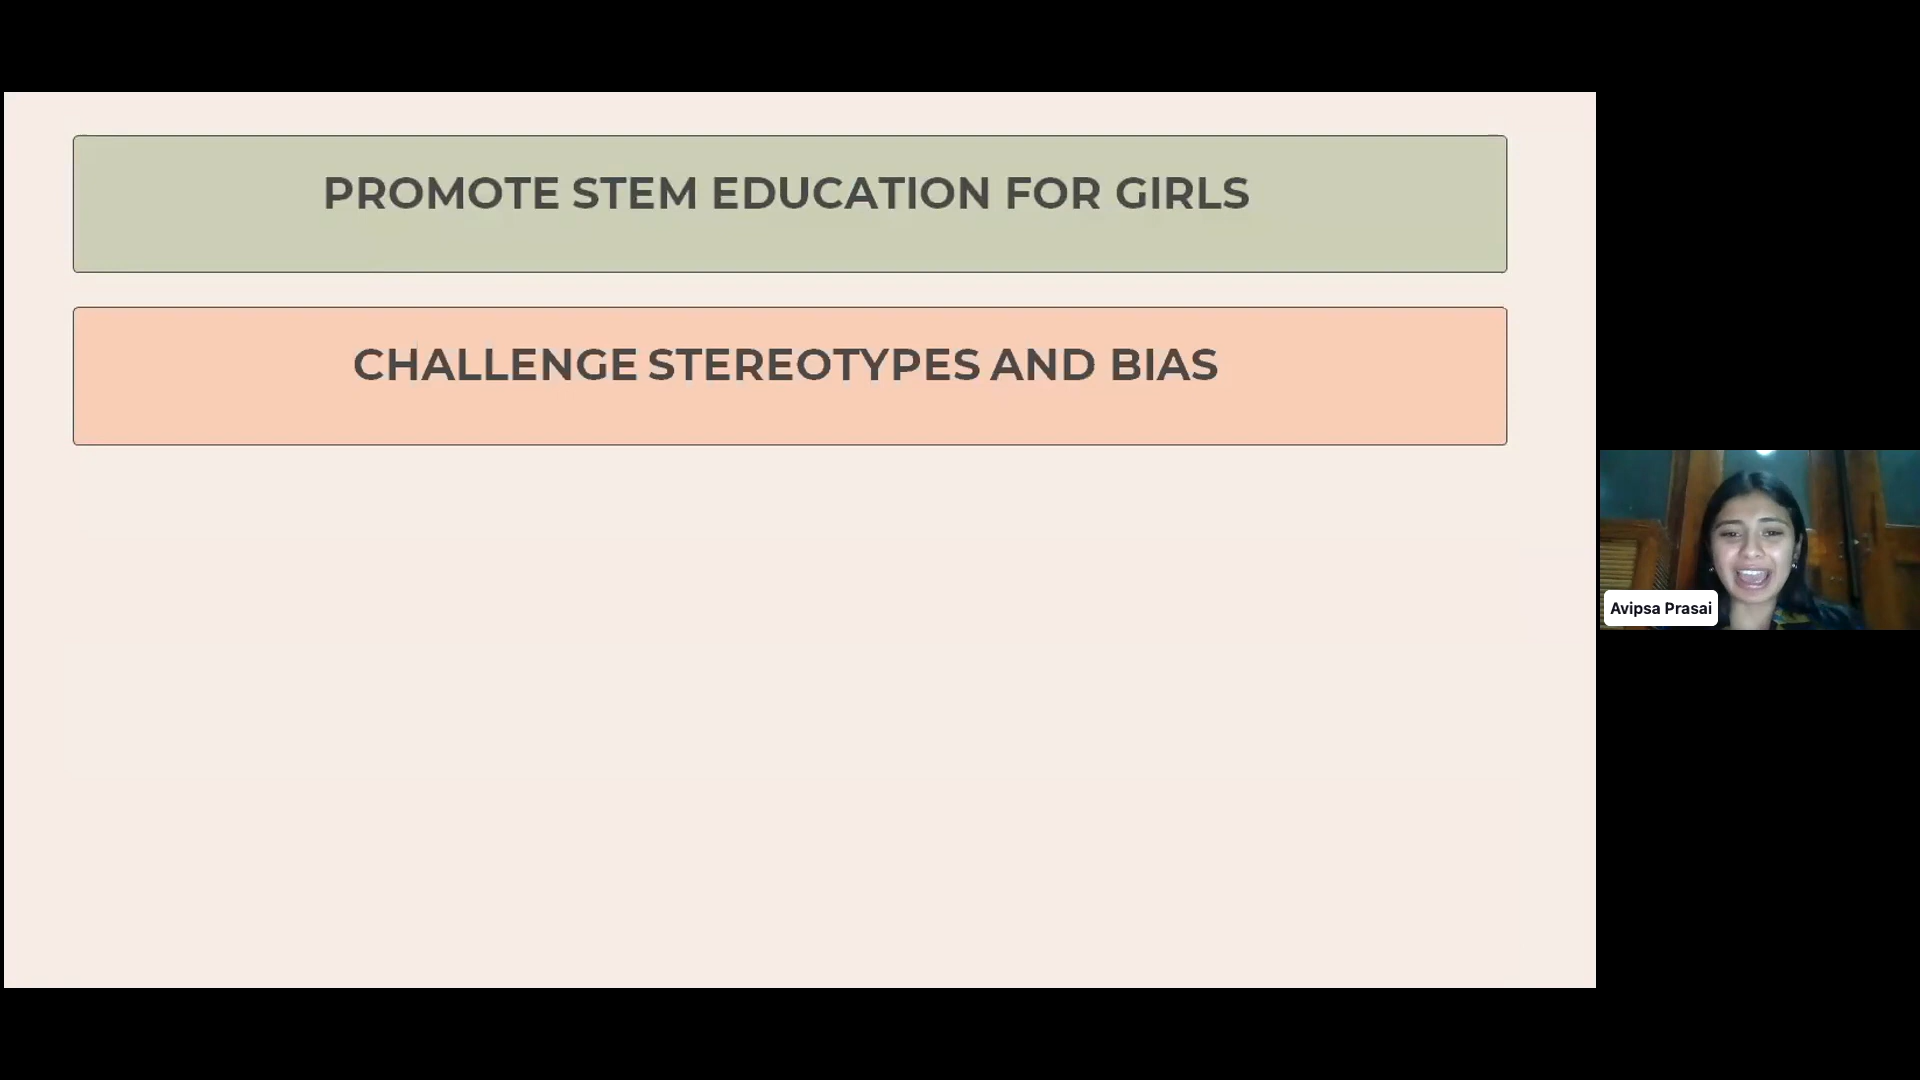 PROMOTE STEM EDUCATION FOR GIRLS
CHALLENGE STEREOTYPES AND BIAS
Avipsa Prasai